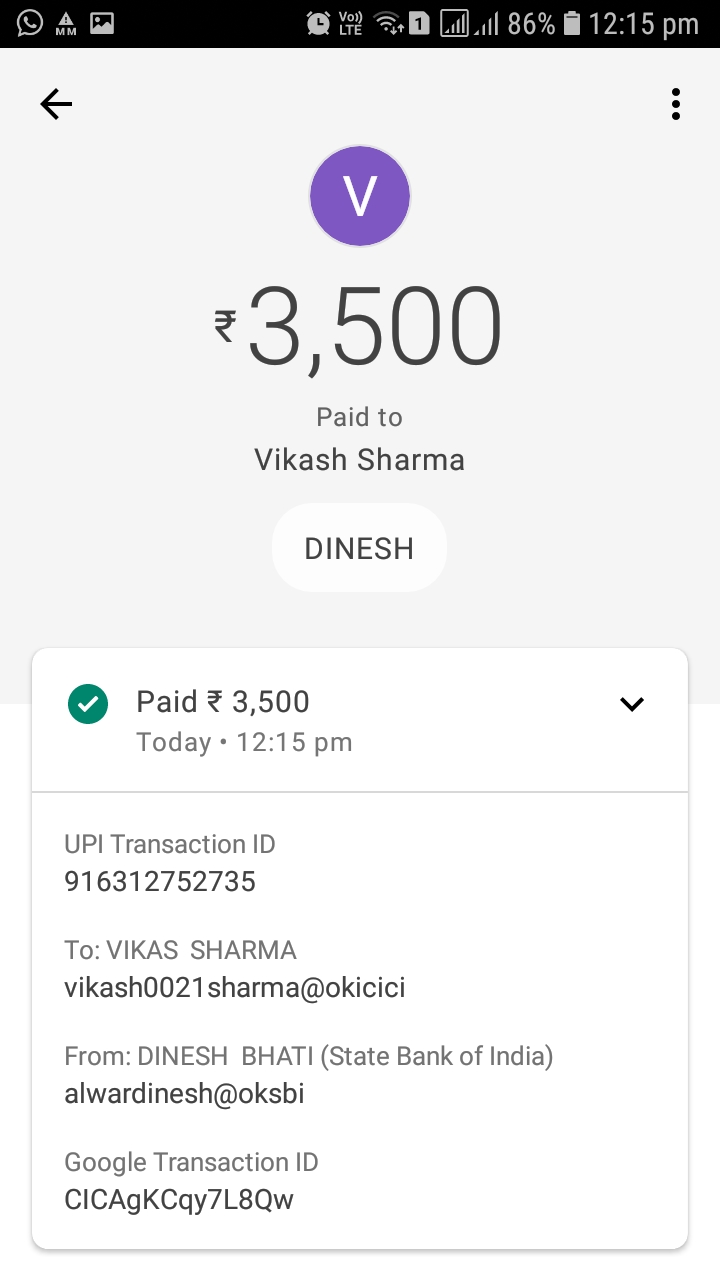 MM
Vo))
LTE
1
86%
12:15 pm
V
₹3,500
Paid to
Vikash Sharma
DINESH
Paid ₹ 3,500
Today • 12:15 pm
UPI Transaction ID
916312752735
To: VIKAS  SHARMA
vikash0021sharma@okicici
From: DINESH  BHATI (State Bank of India)
alwardinesh@oksbi
Google Transaction ID
CICAgKCqy7L8Qw